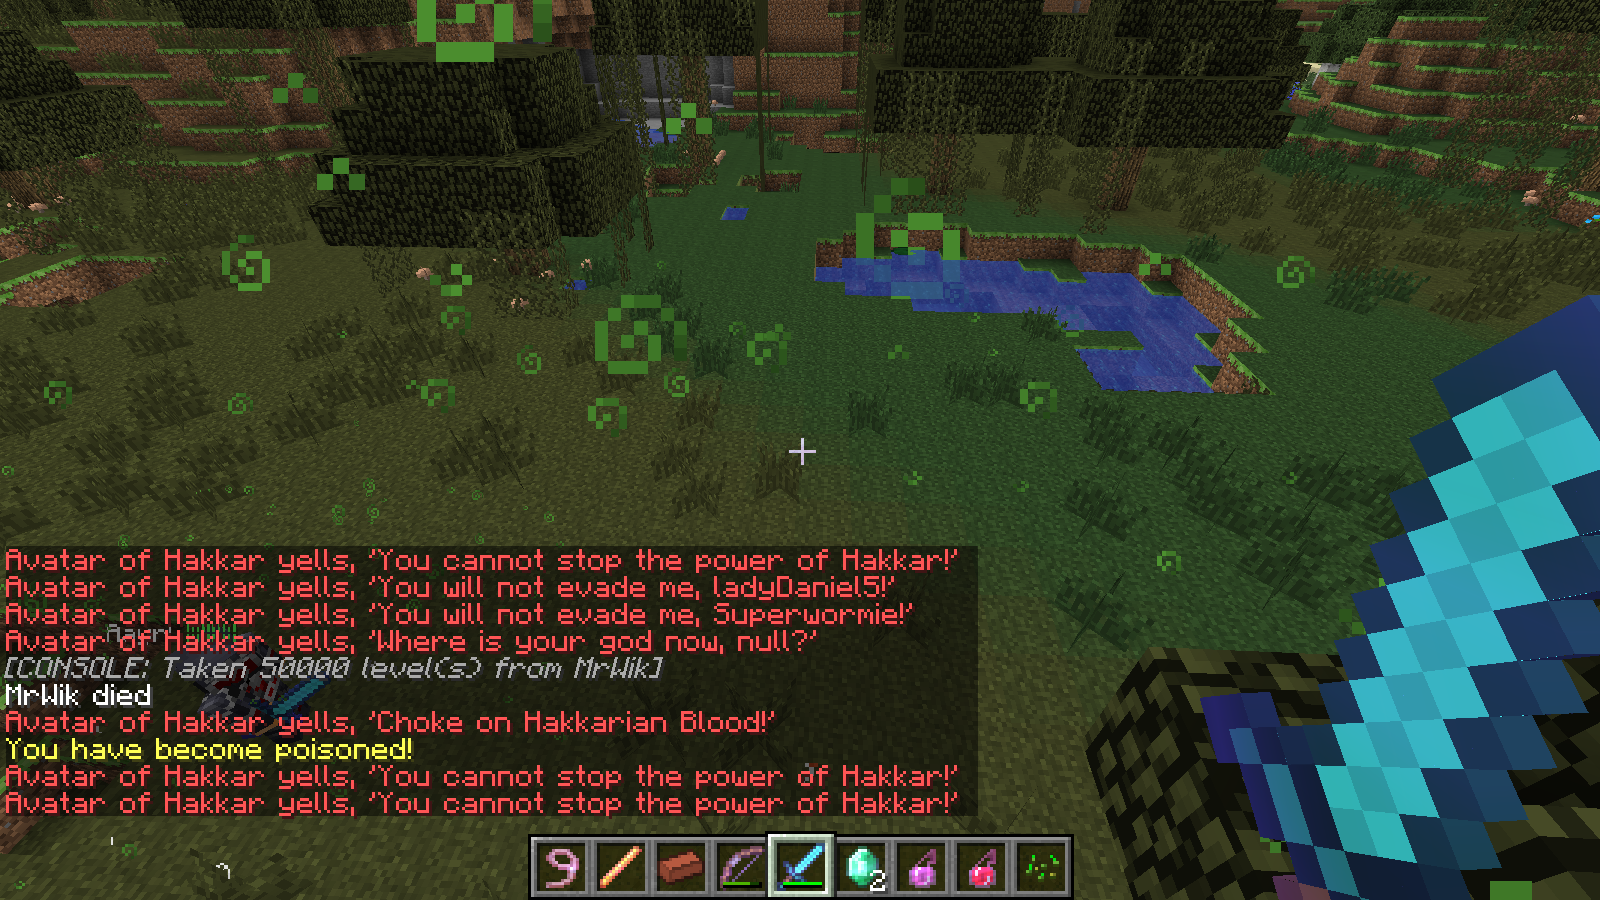 Avatar of Hakkar yells, 'You cannot stop the power of Hakkar!'
Avatar of Hakkar yells, 'You will not evade me, ladyDaniel5!'
Avatar of Hakkar yells, 'You will not evade me, Superwormie!'
Avatar of Hakkar yells, 'Where is your god now, null?'
[CONSOLE: Taken 50000 level(s) from MrWik]
MrWik died
Avatar of Hakkar yells, 'Choke on Hakkarian Blood!'
You have become poisoned!
Avatar of Hakkar yells, 'You cannot stop the power of Hakkar!'
Avatar of Hakkar yells, 'You cannot stop the power of Hakkar!'
2